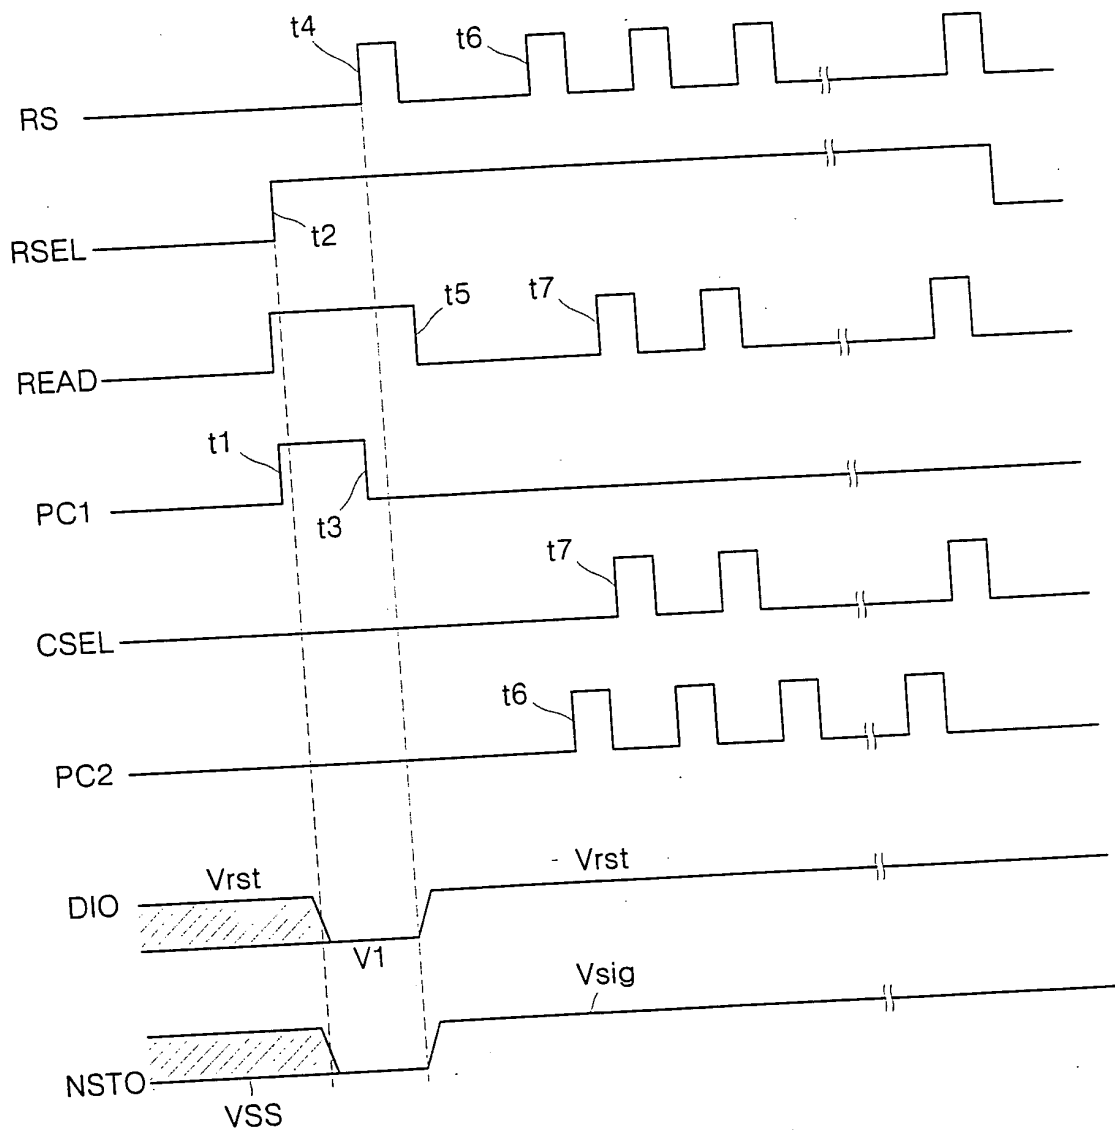 t4
t6
RS
t2
RSEL
t5
t7
READ
t1
t3
PC1
t7
CSEL
t6
PC2
Vrst
Vrst
DIO
V1
Vsig
NSTO
VSS